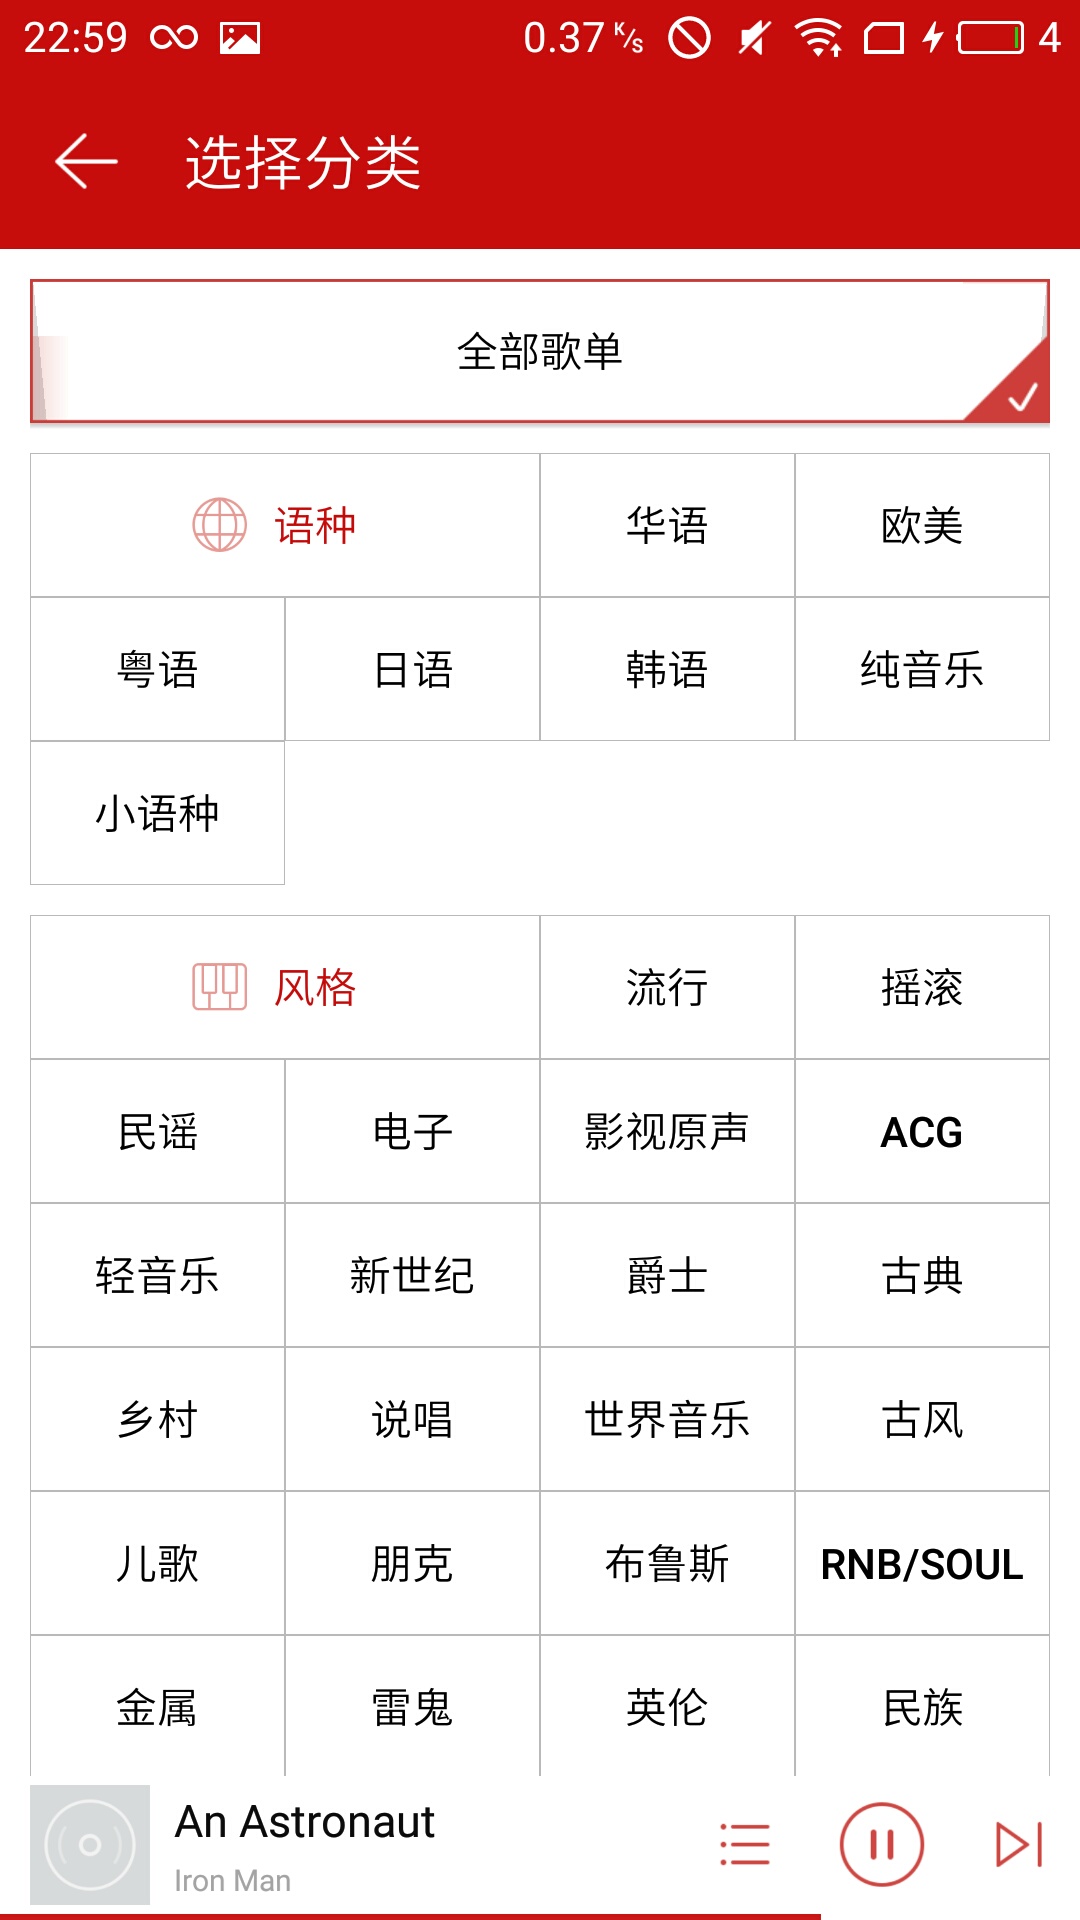 22:59 0.37 K/s 4
选择分类
全部歌单
语种 华语 欧美
粤语 日语 韩语 纯音乐
小语种
风格 流行 摇滚
民谣 电子 影视原声 ACG
轻音乐 新世纪 爵士 古典
乡村 说唱 世界音乐 古风
儿歌 朋克 布鲁斯 RNB/SOUL
金属 雷鬼 英伦 民族
An Astronaut
Iron Man